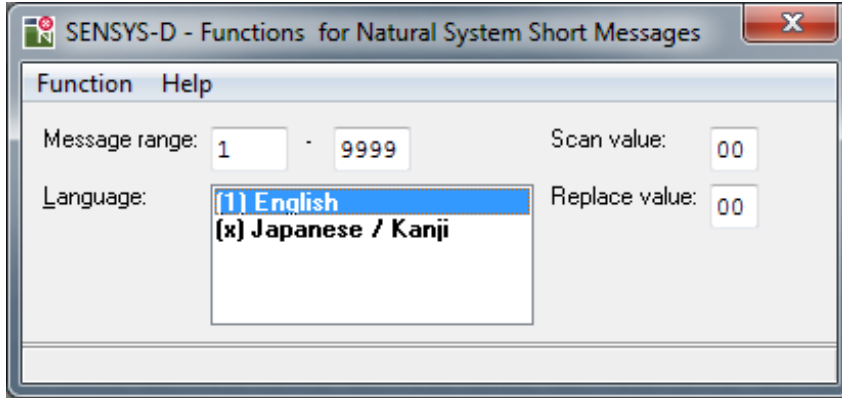 SENSYS-D - Functions  for Natural System Short Messages
Function Help
Message range: 1 - 9999 Scan value: 00
Language: (1) English Replace value: 00
(x) Japanese / Kanji